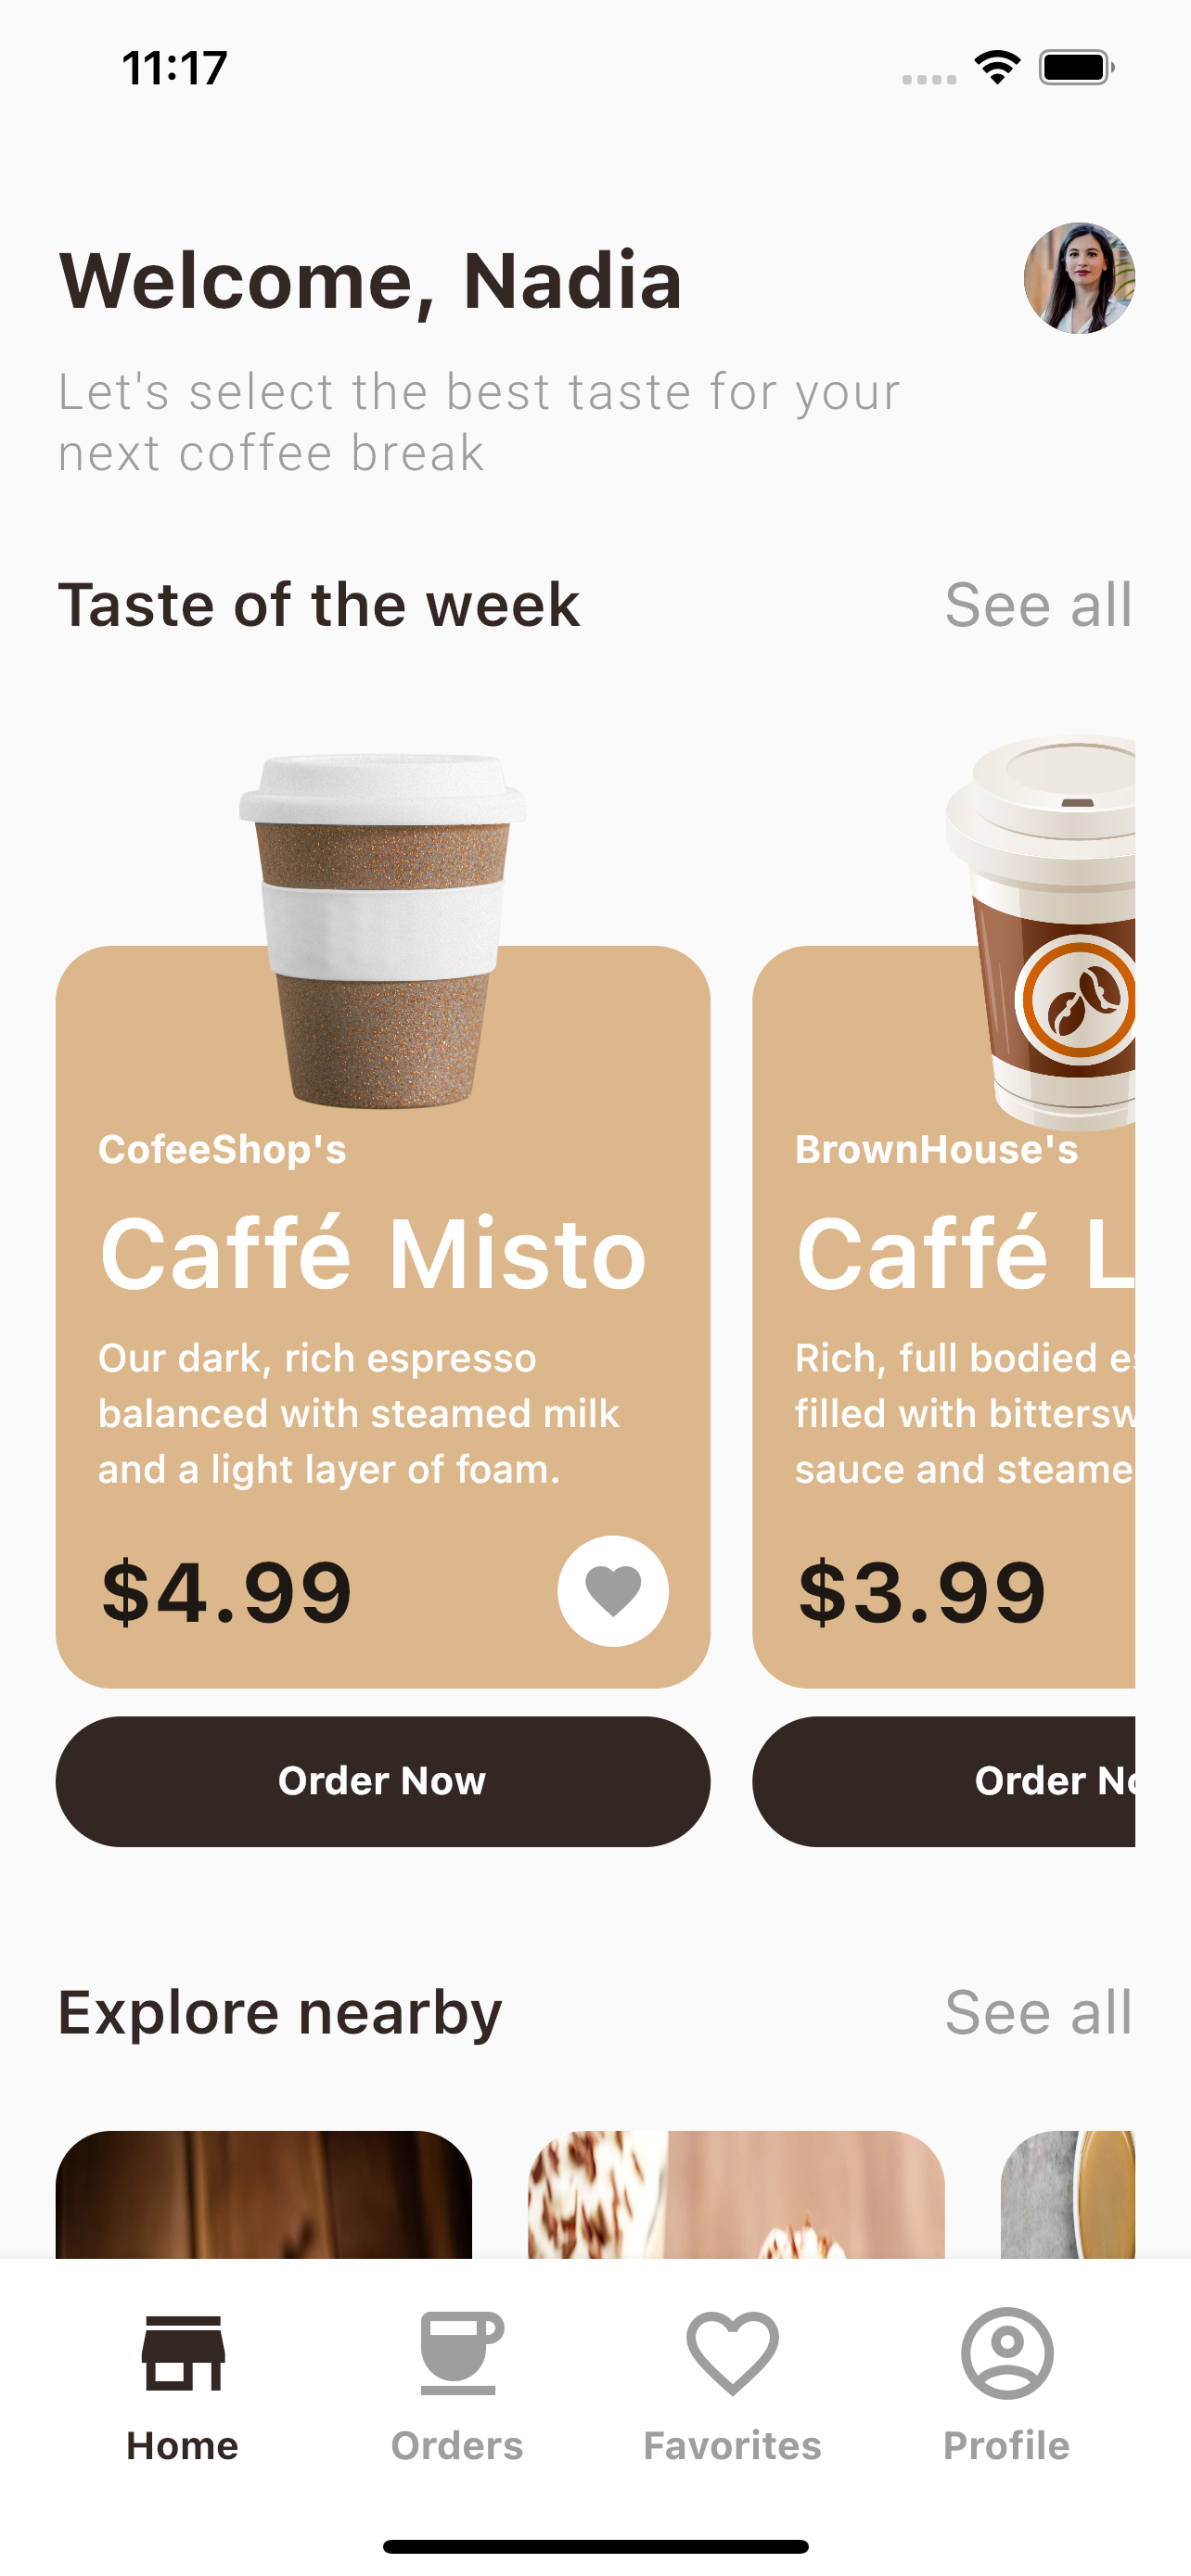 11:17
Welcome, Nadia
Let's select the best taste for your
next coffee break
Taste of the week
See all
CofeeShop's
Caffé Misto
Our dark, rich espresso
balanced with steamed milk
and a light layer of foam.
$4.99
Order Now
BrownHouse's
Caffé L
Rich, full bodied
filled with
sauce and
$3.99
Order
Explore nearby
See all
Home
Orders
Favorites
Profile